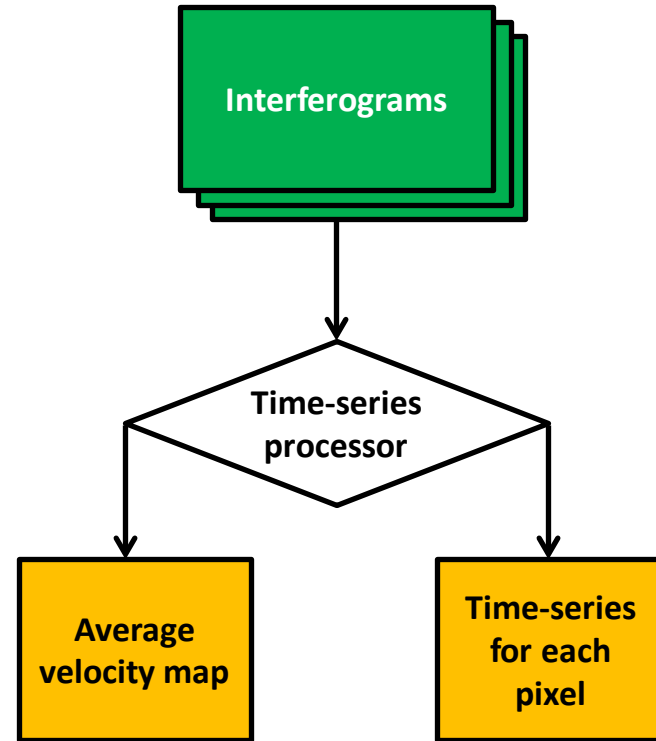 Interferograms
Time-series
processor
Average
velocity map
Time-series
for each
pixel